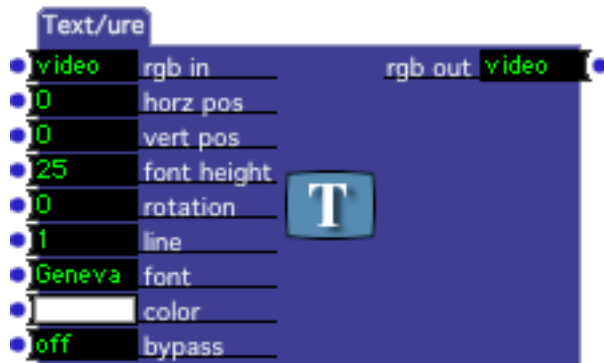 Text/ure
video rgb in rgb out video
0 horz pos
0 vert pos
25 font height
T
0 rotation
1 line
Geneva font
color
off bypass